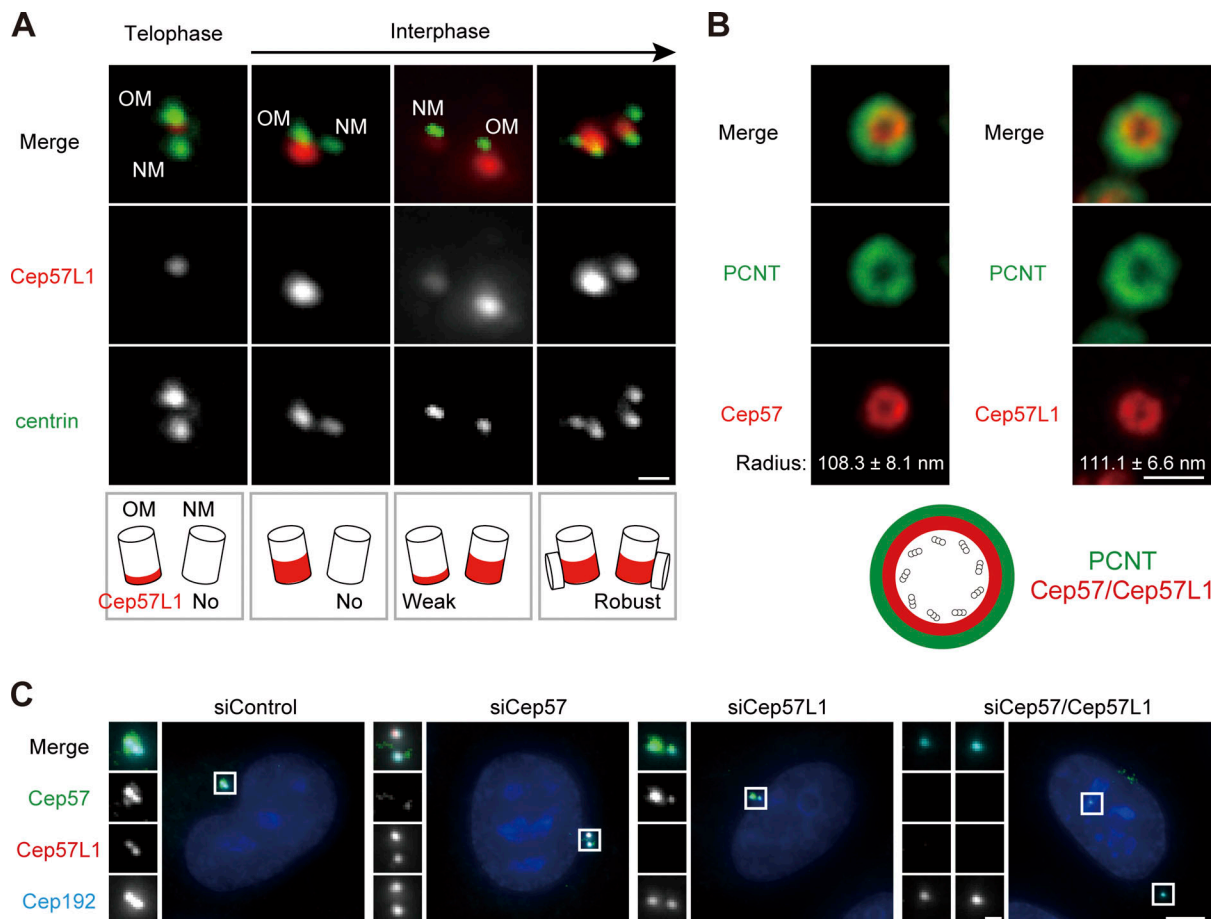 A
Telophase
Interphase
Merge
OM
NM
OM
NM
NM
OM
Cep57L1
centrin
OM
NM
Cep57L1
No
No
Weak
Robust
B
Merge
Merge
PCNT
PCNT
Cep57
Cep57L1
Radius:
108.3 ± 8.1 nm
111.1 ± 6.6 nm
PCNT
Cep57/Cep57L1
C
siControl
siCep57
siCep57L1
siCep57/Cep57L1
Merge
Cep57
Cep57L1
Cep192